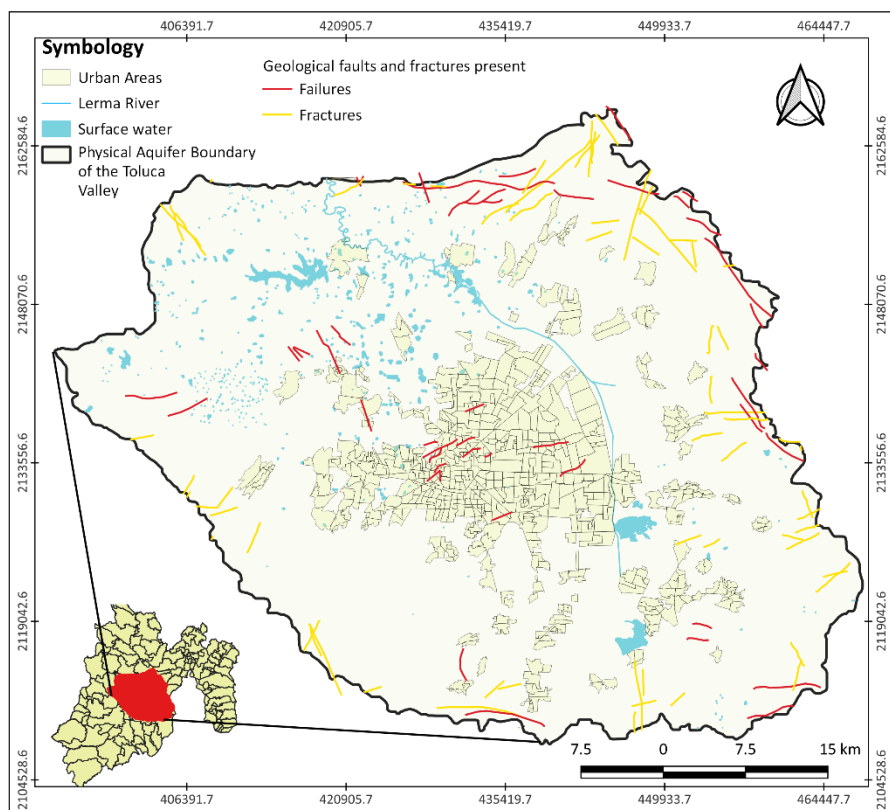 406391.7 420905.7 435419.7 449933.7 464447.7
Symbology
Urban Areas
Lerma River
Surface water
Physical Aquifer Boundary
of the Toluca
Valley
Geological faults and fractures present
Failures
Fractures
2162584.6 2162584.6
2148070.6 2148070.6
2133556.6 2133556.6
2119042.6 2119042.6
2104528.6 2104528.6
7.5 0 7.5 15 km
406391.7 420905.7 435419.7 449933.7 464447.7